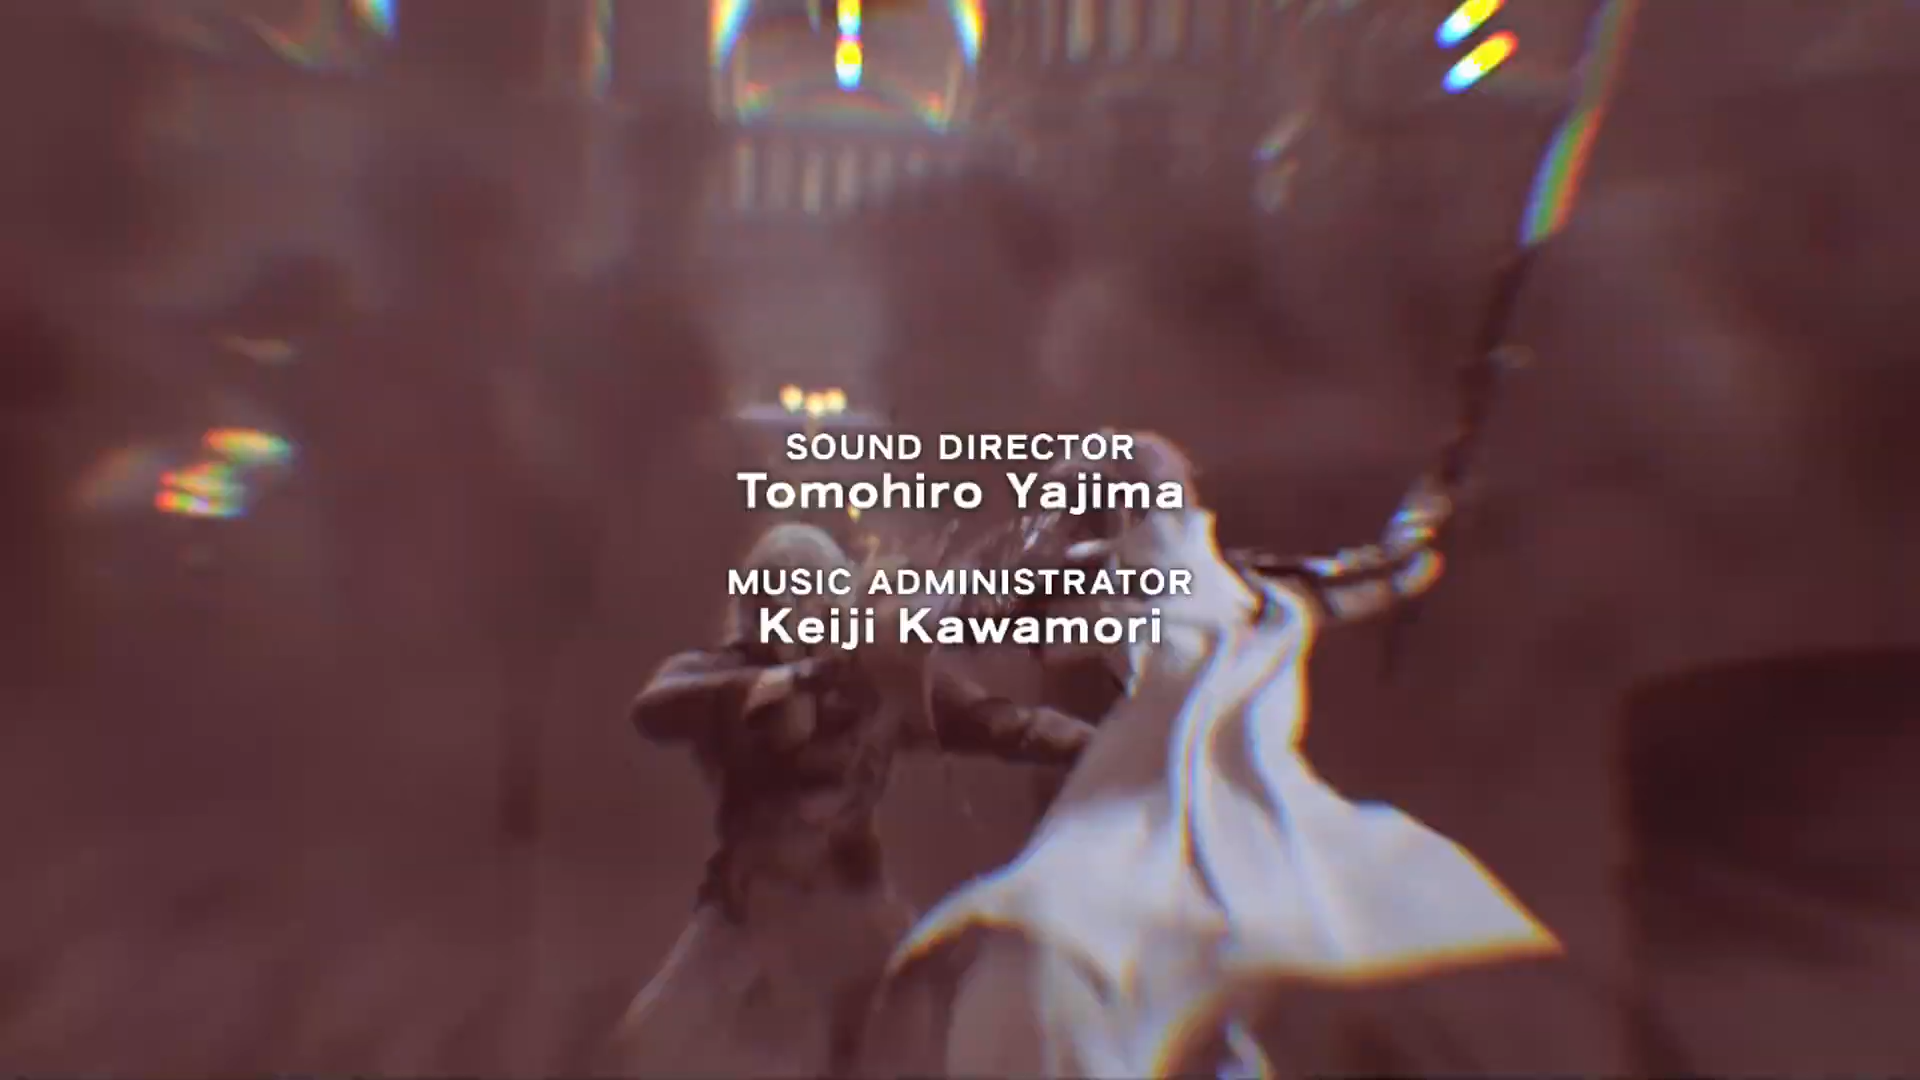 SOUND DIRECTOR
Tomohiro Yajima
MUSIC ADMINISTRATOR
Keiji Kawamori